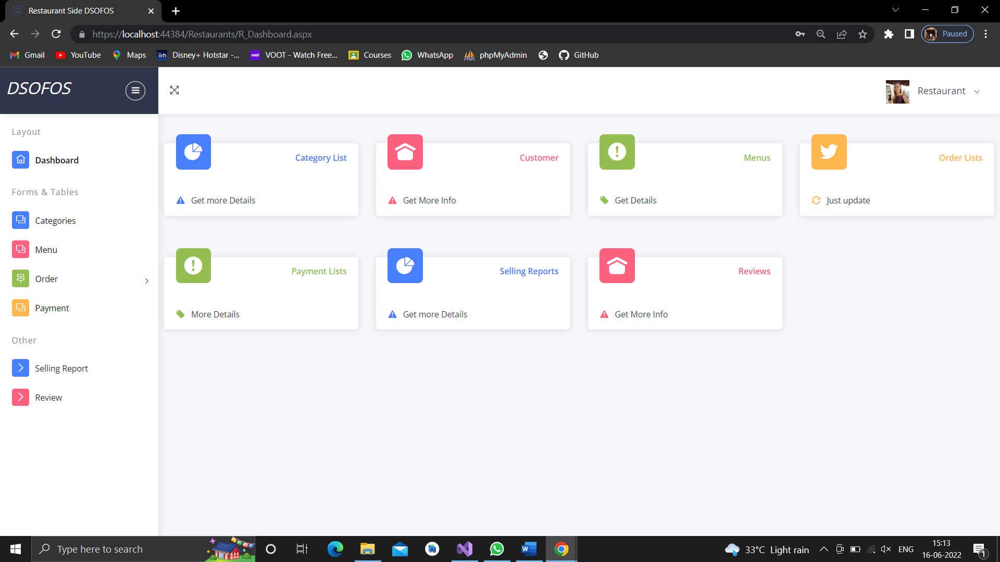 Restaurant Side DSOFOS
https://localhost:44384/Restaurants/R_Dashboard.aspx
Paused
Gmail YouTube Maps Disney+ Hotstar -... VOOT - Watch Free... Courses WhatsApp phpMyAdmin GitHub
DSOFOS
Restaurant
Layout
Dashboard
Forms & Tables
Categories
Menu
Order
Payment
Other
Selling Report
Review
Category List
Get more Details
Customer
Get More Info
Menus
Get Details
Order Lists
Just update
Payment Lists
More Details
Selling Reports
Get more Details
Reviews
Get More Info
Type here to search
33°C Light rain
ENG
15:13
16-06-2022
1